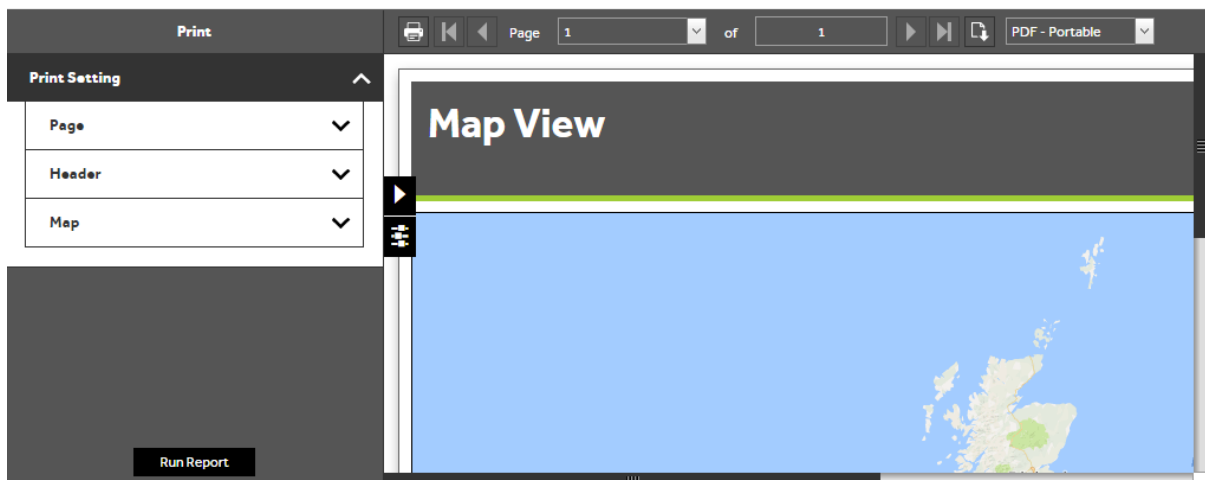 Print
Page 1 of 1 PDF - Portable
Print Setting
Page
Header
Map
Map View
Run Report